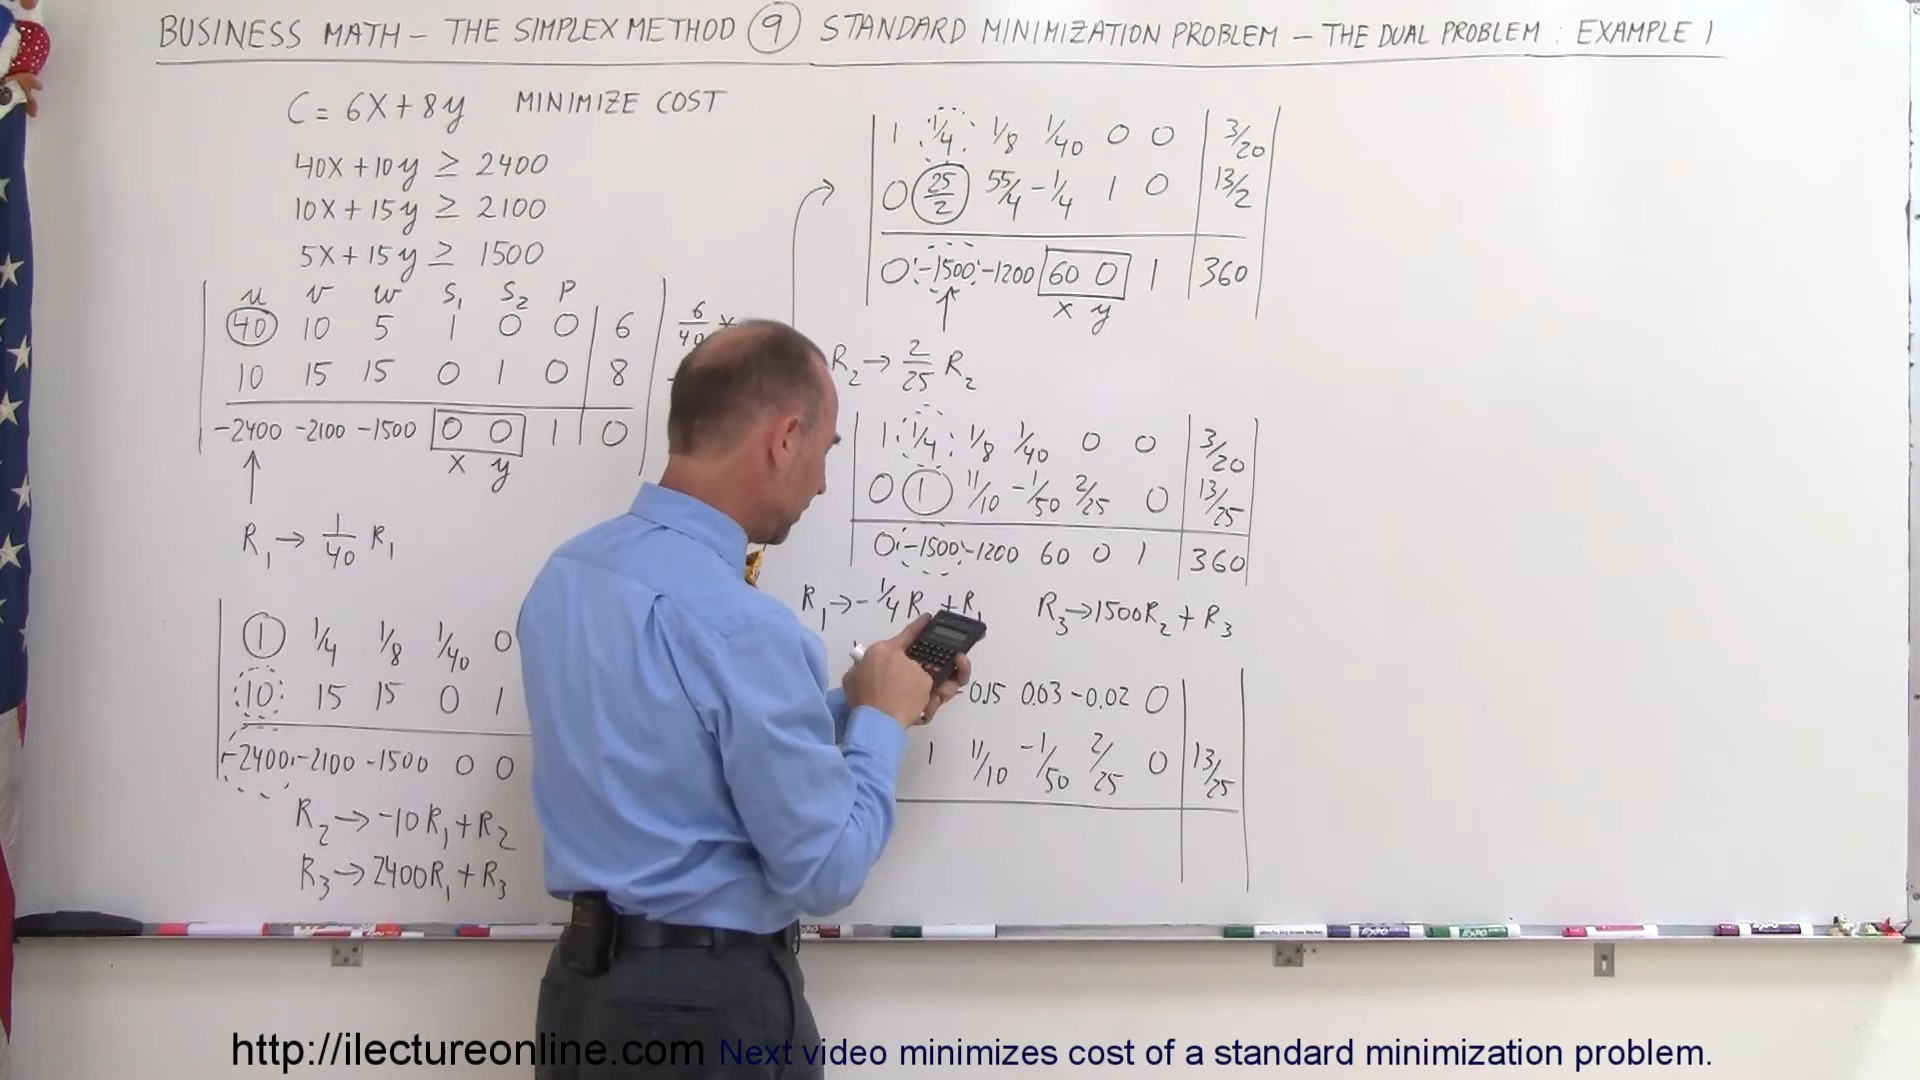 BUSINESS MATH – THE SIMPLEX METHOD 9 STANDARD MINIMIZATION PROBLEM – THE DUAL PROBLEM : EXAMPLE 1
C = 6X + 8y MINIMIZE COST
40X + 10y ≥ 2400
10X + 15y ≥ 2100
5X + 15y ≥ 1500
u v w S₁ S₂ P
40 10 5 1 0 0 6 6/40
10 15 15 0 1 0 8
-2400 -2100 -1500 0 0 1 0
x y
R₁ → 1/40 R₁
1 1/4 1/8 1/40 0
10 15 15 0 1
-2400 -2100 -1500 0 0
R₂ → -10R₁ + R₂
R₃ → 2400R₁ + R₃
1 1/4 1/8 1/40 0 0 3/20
0 25/2 55/4 -1/4 1 0 13/2
0 -1500 -1200 60 0 1 360
x y
R₂ → 2/25 R₂
1 1/4 1/8 1/40 0 0 3/20
0 1 11/10 -1/50 2/25 0 13/25
0 -1500 -1200 60 0 1 360
R₁ → -1/4 R + R₁ R₃ → 1500R₂ + R₃
-0.15 0.03 -0.02 0
1 11/10 -1/50 2/25 0 13/25
http://ilectureonline.com Next video minimizes cost of a standard minimization problem.